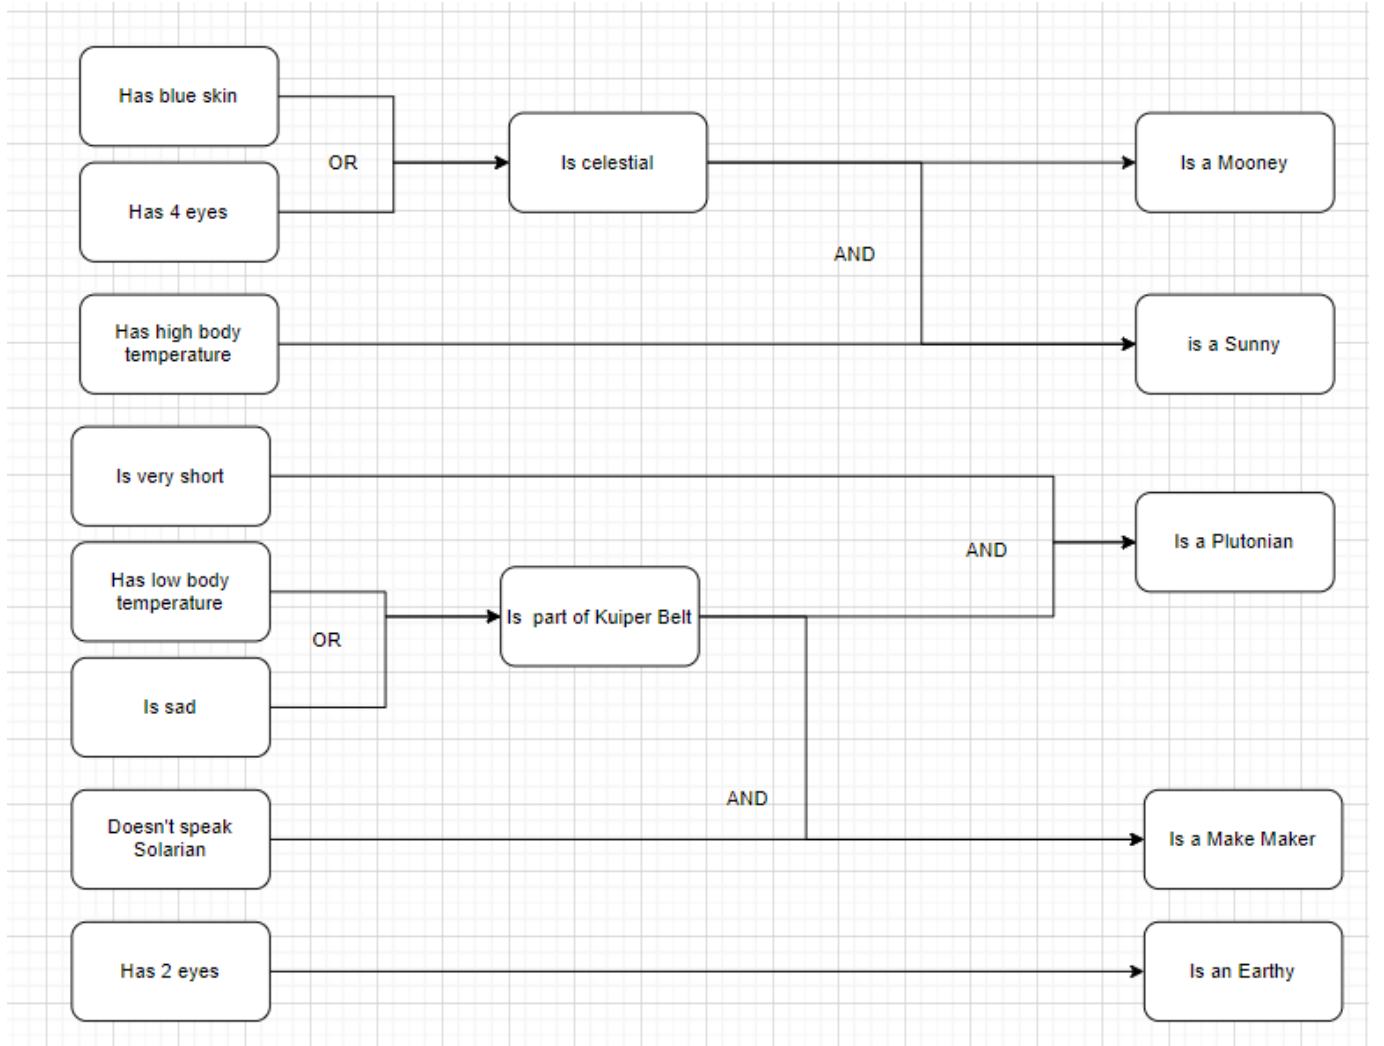 Has blue skin
OR
Is celestial
Is a Mooney
Has 4 eyes
AND
Has high body
temperature
is a Sunny
Is very short
Is a Plutonian
AND
Has low body
temperature
OR
Is  part of Kuiper Belt
Is sad
AND
Doesn't speak
Solarian
Is a Make Maker
Has 2 eyes
Is an Earthy